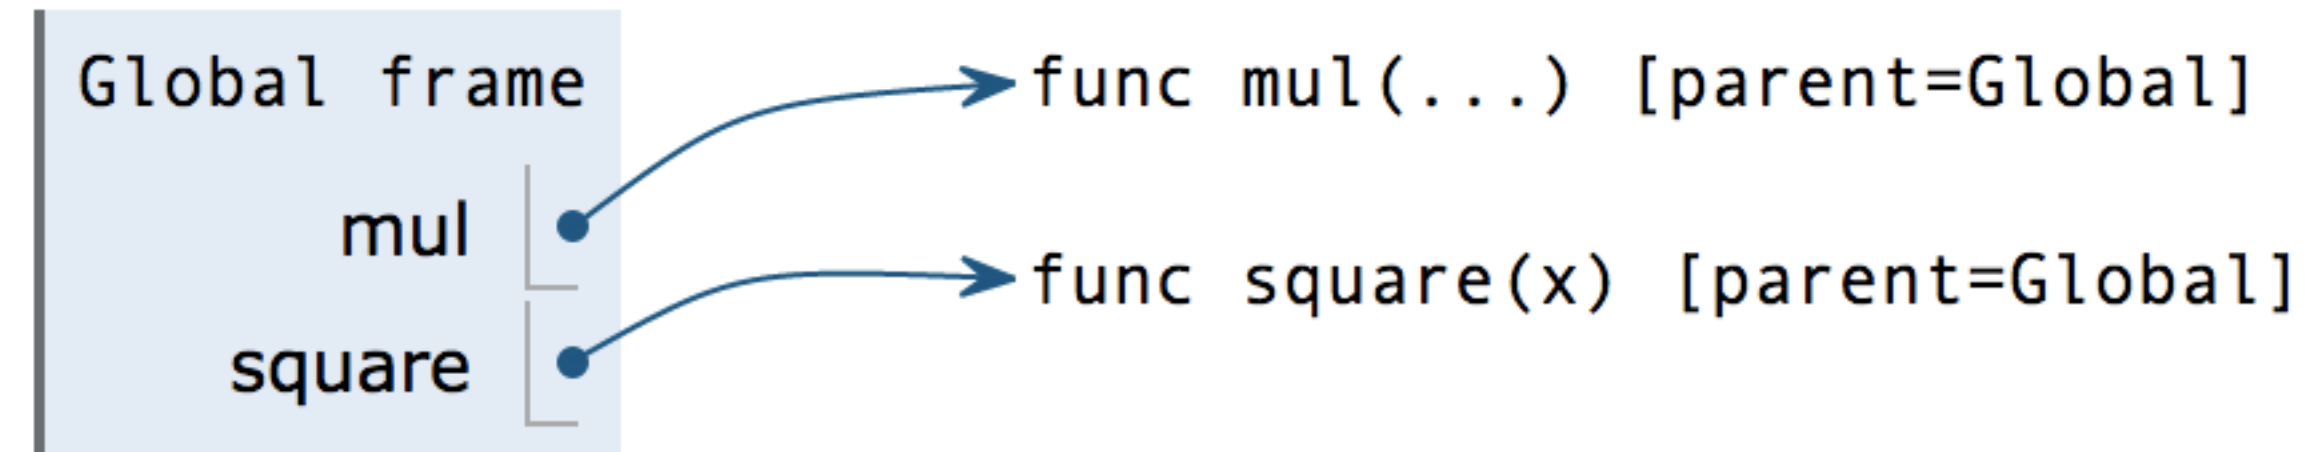 Global frame
func mul(...) [parent=Global]
mul
func square(x) [parent=Global]
square